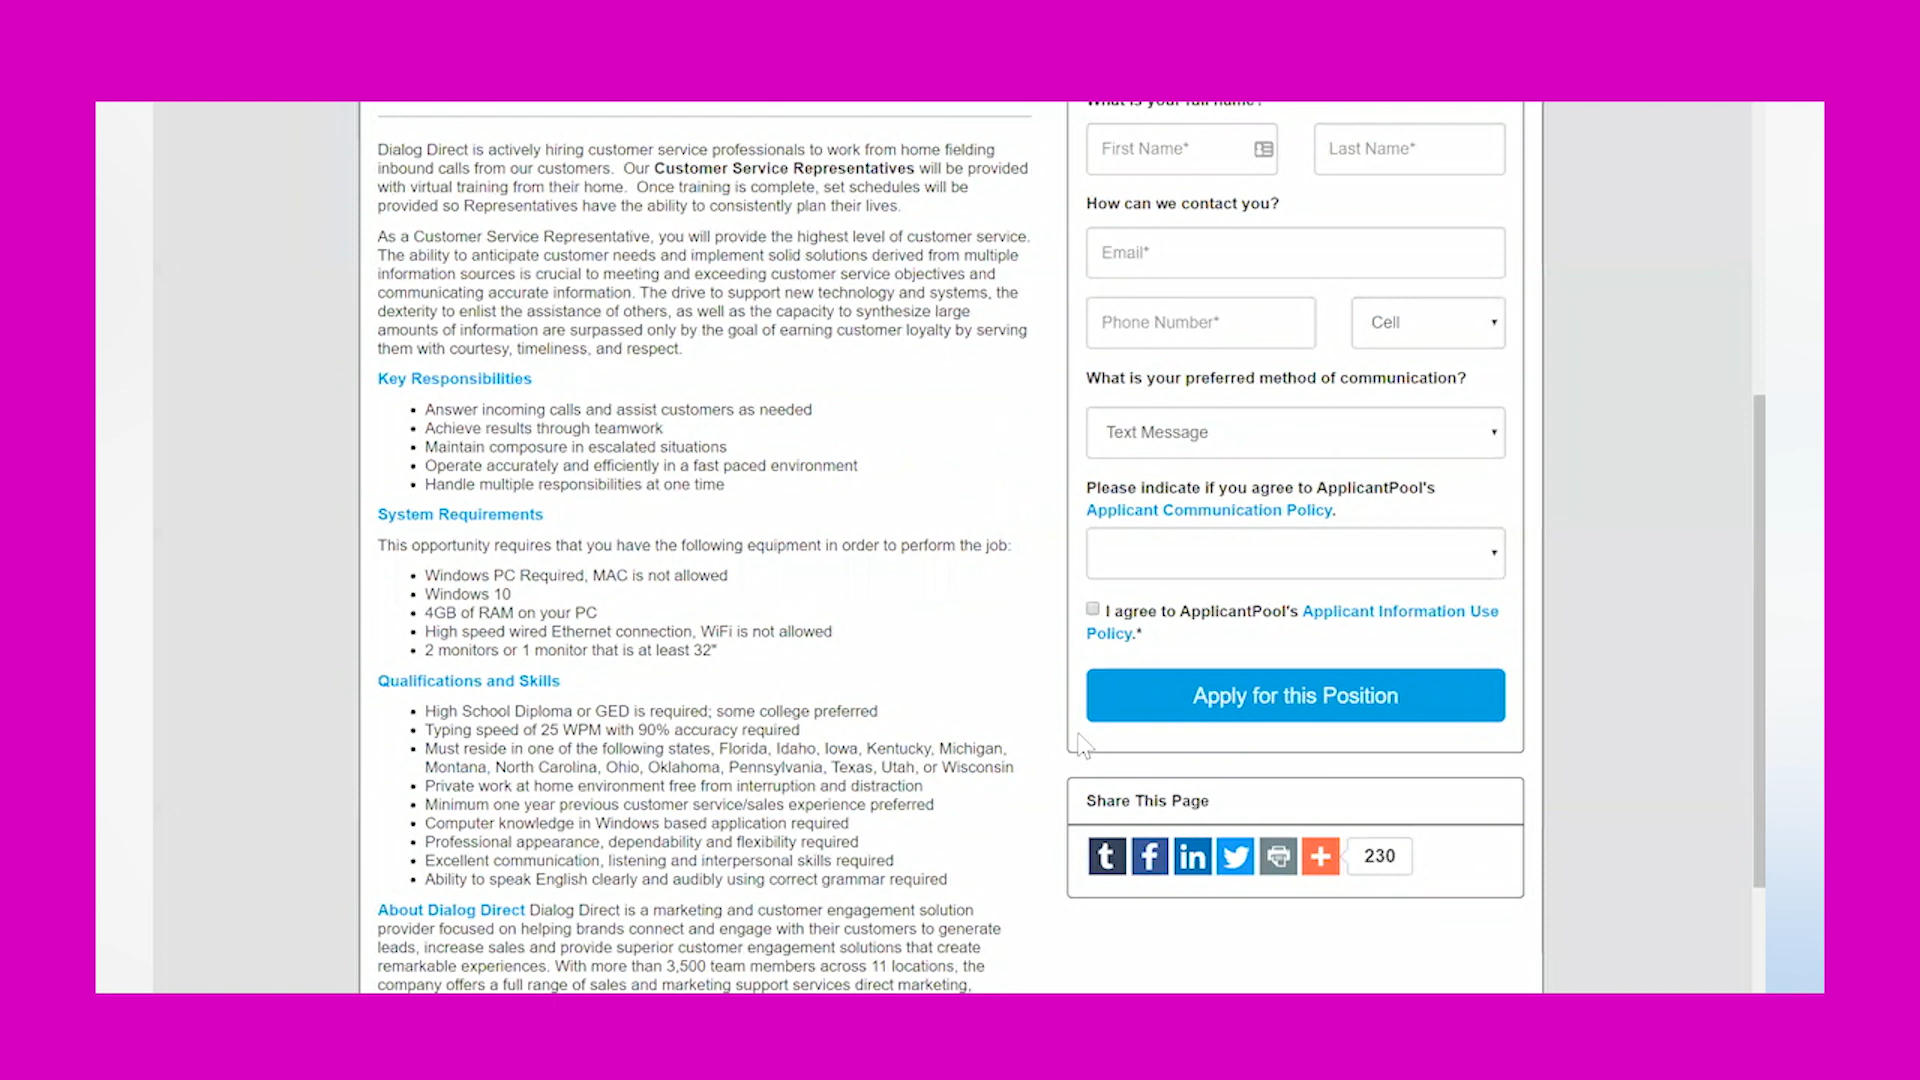 What is your full name?
First Name*
Last Name*
How can we contact you?
Email*
Phone Number*
Cell
What is your preferred method of communication?
Text Message
Please indicate if you agree to ApplicantPool's
Applicant Communication Policy.
I agree to ApplicantPool's Applicant Information Use
Policy.*
Apply for this Position
Share This Page
230
Dialog Direct is actively hiring customer service professionals to work from home fielding
inbound calls from our customers. Our Customer Service Representatives will be provided
with virtual training from their home. Once training is complete, set schedules will be
provided so Representatives have the ability to consistently plan their lives.
As a Customer Service Representative, you will provide the highest level of customer service.
The ability to anticipate customer needs and implement solid solutions derived from multiple
information sources is crucial to meeting and exceeding customer service objectives and
communicating accurate information. The drive to support new technology and systems, the
dexterity to enlist the assistance of others, as well as the capacity to synthesize large
amounts of information are surpassed only by the goal of earning customer loyalty by serving
them with courtesy, timeliness, and respect.
Key Responsibilities
• Answer incoming calls and assist customers as needed
• Achieve results through teamwork
• Maintain composure in escalated situations
• Operate accurately and efficiently in a fast paced environment
• Handle multiple responsibilities at one time
System Requirements
This opportunity requires that you have the following equipment in order to perform the job:
• Windows PC Required, MAC is not allowed
• Windows 10
• 4GB of RAM on your PC
• High speed wired Ethernet connection, WiFi is not allowed
• 2 monitors or 1 monitor that is at least 32"
Qualifications and Skills
• High School Diploma or GED is required; some college preferred
• Typing speed of 25 WPM with 90% accuracy required
• Must reside in one of the following states, Florida, Idaho, Iowa, Kentucky, Michigan,
Montana, North Carolina, Ohio, Oklahoma, Pennsylvania, Texas, Utah, or Wisconsin
• Private work at home environment free from interruption and distraction
• Minimum one year previous customer service/sales experience preferred
• Computer knowledge in Windows based application required
• Professional appearance, dependability and flexibility required
• Excellent communication, listening and interpersonal skills required
• Ability to speak English clearly and audibly using correct grammar required
About Dialog Direct Dialog Direct is a marketing and customer engagement solution
provider focused on helping brands connect and engage with their customers to generate
leads, increase sales and provide superior customer engagement solutions that create
remarkable experiences. With more than 3,500 team members across 11 locations, the
company offers a full range of sales and marketing support services direct marketing,